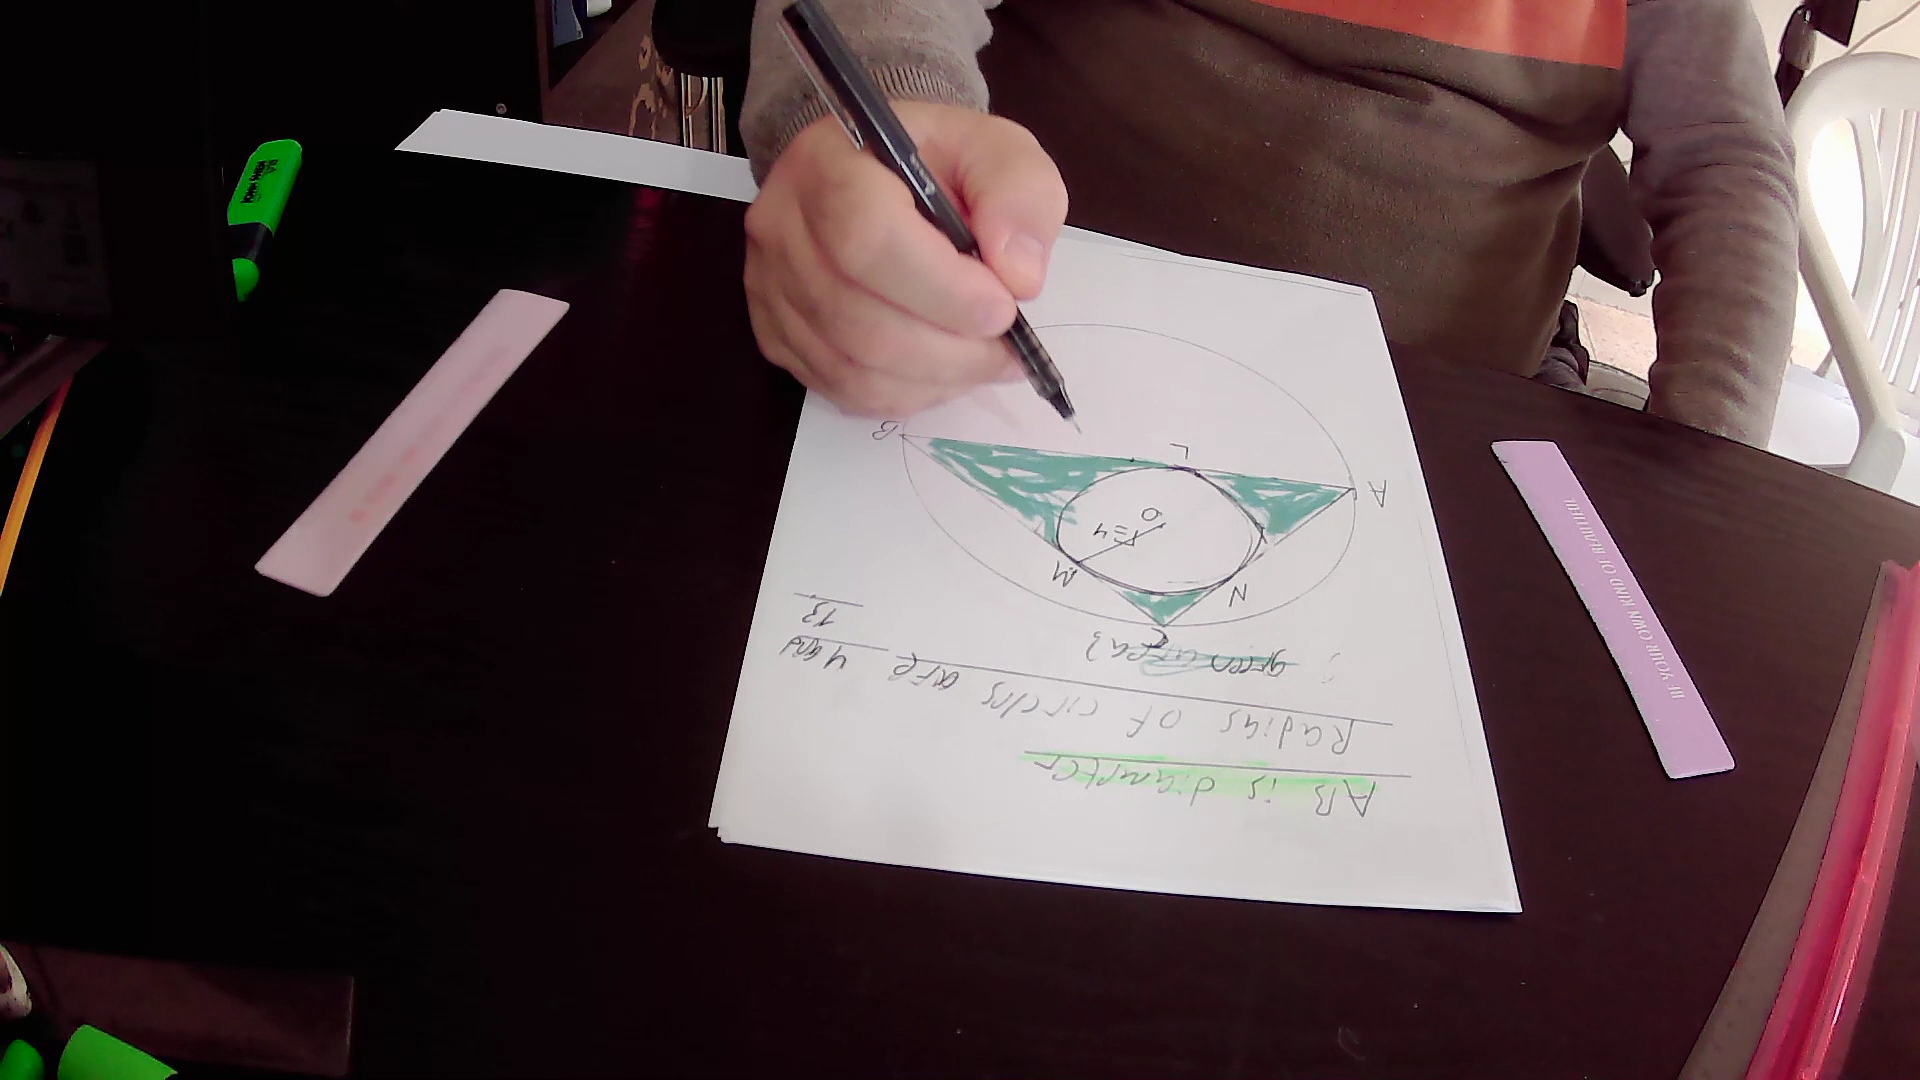 AB is diameter
Radius of circles are 4 and
13
green area?
C
N
M
r=4
O
A
L
B
BE YOUR OWN KIND OF BEAUTIFUL